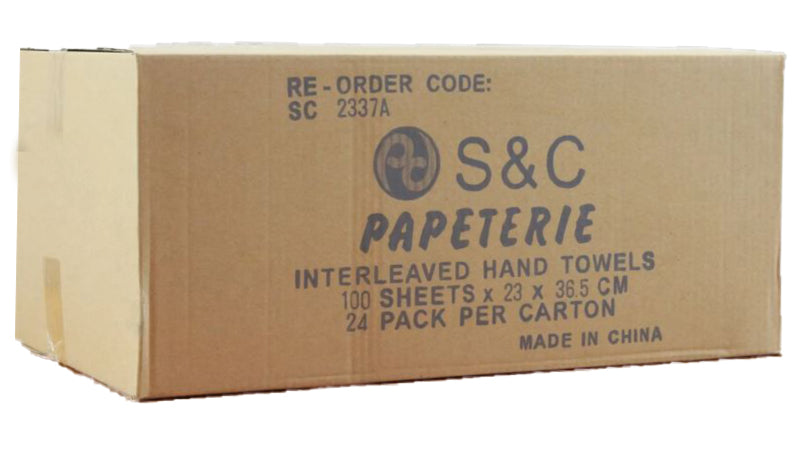 RE-ORDER CODE:
SC 2337A
S&C
PAPETERIE
INTERLEAVED HAND TOWELS
100 SHEETS x 23 x 36.5 CM
24 PACK PER CARTON
MADE IN CHINA